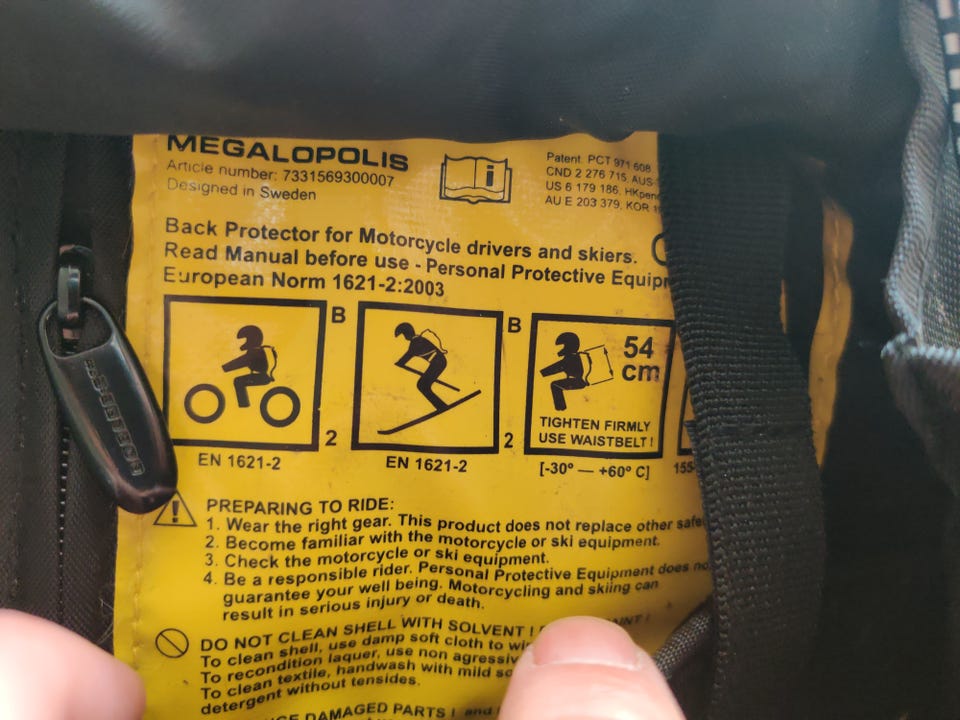 MEGALOPOLIS
Article number: 7331569300007
Designed in Sweden
i
Patent. PCT 971 608
CND 2 276 715, AUS
US 6 179 186, HKpen
AU E 203 379, KOR
Back Protector for Motorcycle drivers and skiers.
Read Manual before use - Personal Protective Equip
European Norm 1621-2:2003
B
2
EN 1621-2
B
2
EN 1621-2
54
cm
TIGHTEN FIRMLY
USE WAISTBELT !
[-30° — +60° C]
155-
PREPARING TO RIDE:
1. Wear the right gear. This product does not replace other safe
2. Become familiar with the motorcycle or ski equipment.
3. Check the motorcycle or ski equipment.
4. Be a responsible rider. Personal Protective Equipment does no
guarantee your well being. Motorcycling and skiing can
result in serious injury or death.
DO NOT CLEAN SHELL WITH SOLVENT !
To clean shell, use damp soft cloth to
To recondition laquer, use non agressiv
To clean textile, handwash with mild
detergent without tensides.
DAMAGED PARTS ! and